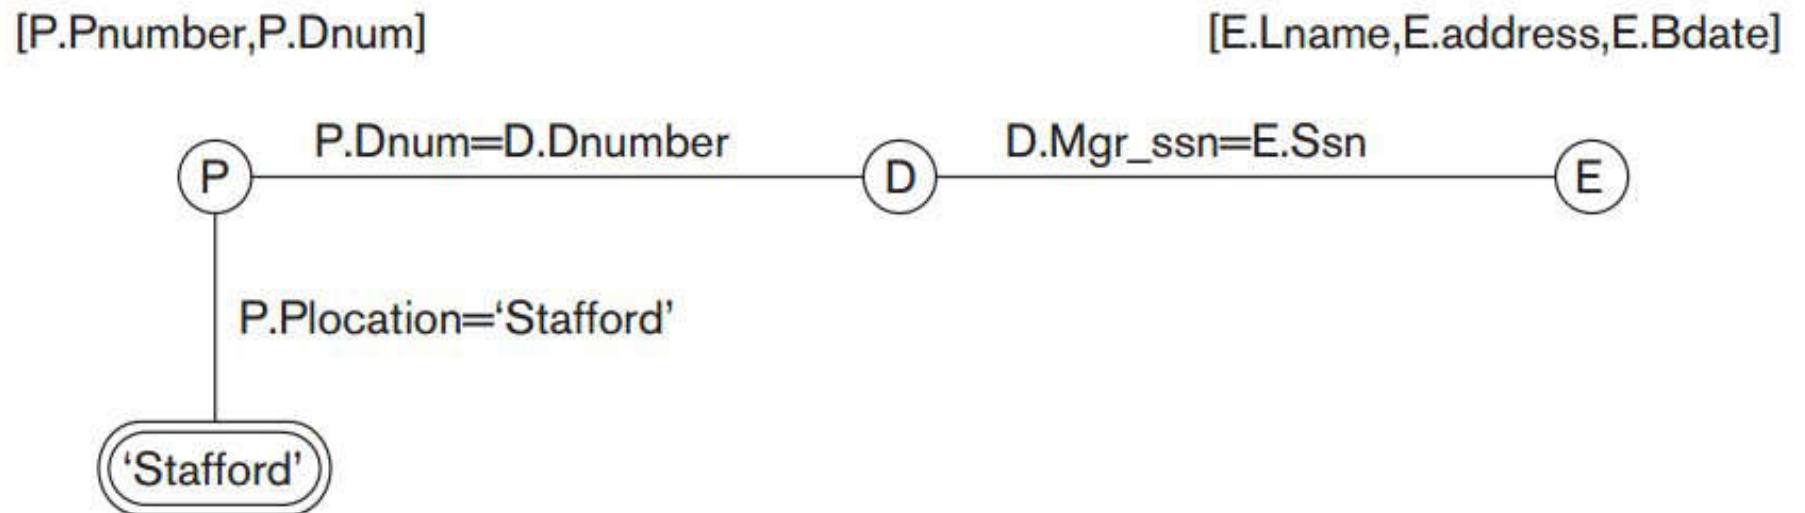 [P.Pnumber,P.Dnum]
[E.Lname,E.address,E.Bdate]
P.Dnum=D.Dnumber
D.Mgr_ssn=E.Ssn
P
D
E
P.Plocation=‘Stafford’
‘Stafford’